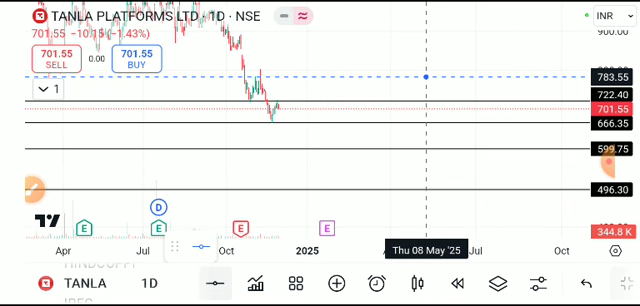 TANLA PLATFORMS LTD · 1D · NSE
INR
701.55 −10.15 (−1.43%)
701.55 SELL 0.00 701.55 BUY
1
900.00
783.55
722.40
701.55
666.35
599.75
496.30
344.8 K
D
E E E E
Apr Jul Oct 2025 Thu 08 May '25 Jul Oct
TANLA 1D